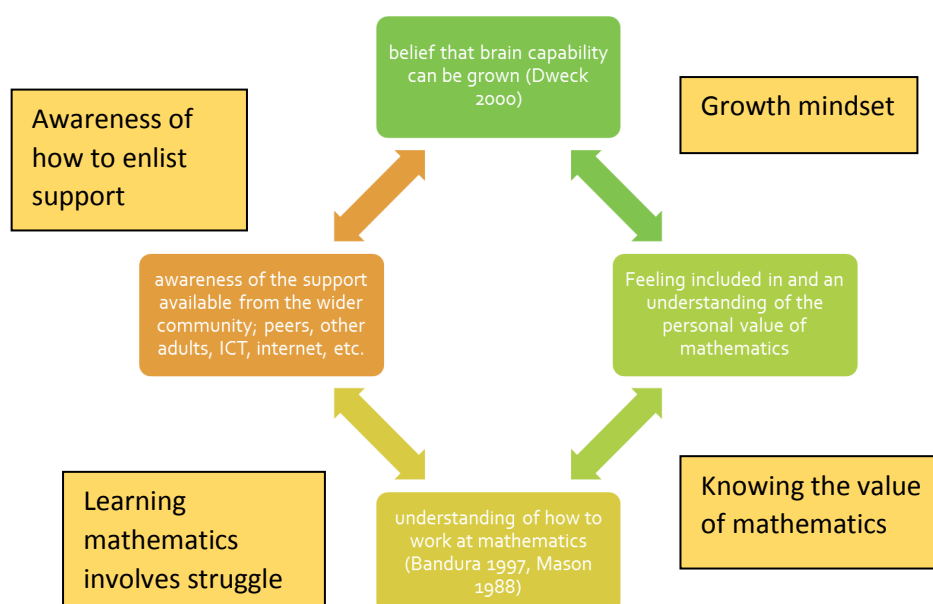 belief that brain capability
can be grown (Dweck
2000)
Awareness of
how to enlist
support
Growth mindset
awareness of the support
available from the wider
community; peers, other
adults, ICT, internet, etc.
Feeling included in and an
understanding of the
personal value of
mathematics
Learning
mathematics
involves struggle
understanding of how to
work at mathematics
(Bandura 1997, Mason
1988)
Knowing the value
of mathematics